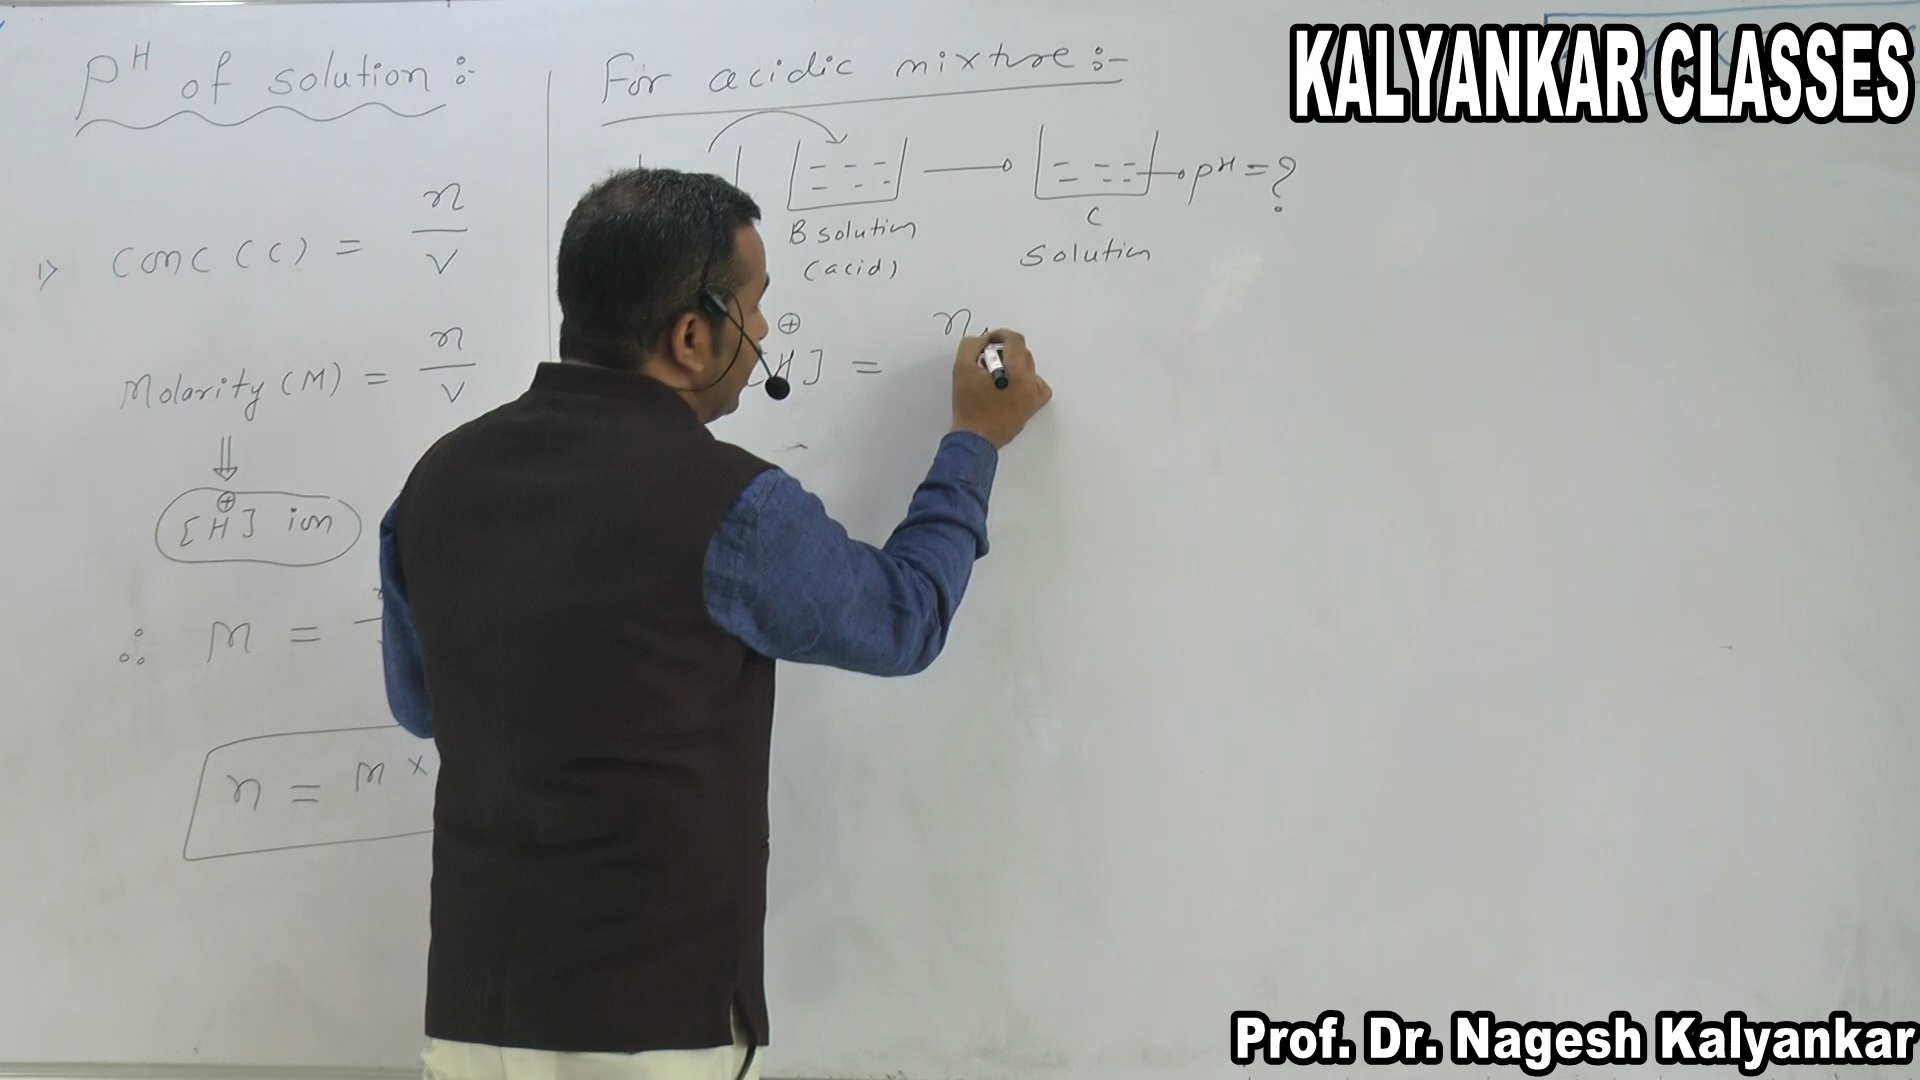 KALYANKAR CLASSES
P^H of solution :-
1) Conc (C) = n / V
Molarity (M) = n / V
⇓
[H⊕] ion
∴ M =
n = M ×
For acidic mixture :-
B solution
(acid)
C
solution
pH = ?
[H⊕] = n
Prof. Dr. Nagesh Kalyankar